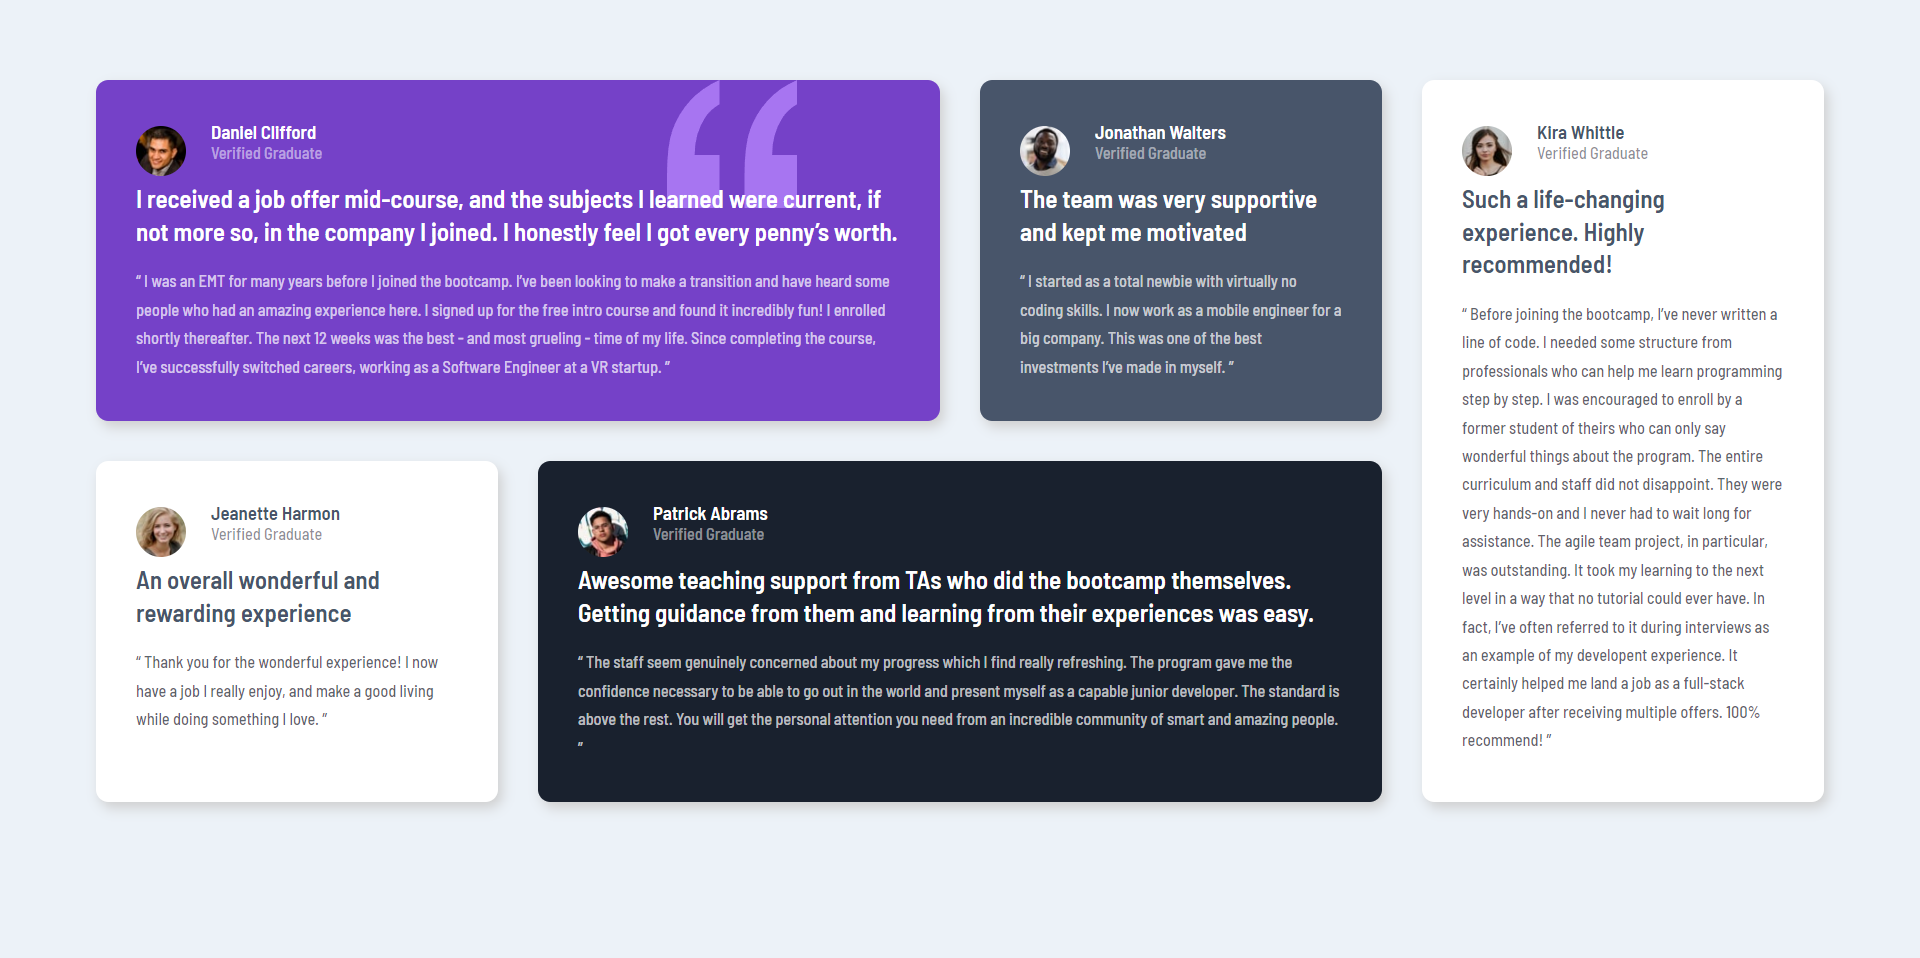 Daniel Clifford
Verified Graduate
I received a job offer mid-course, and the subjects I learned were current, if
not more so, in the company I joined. I honestly feel I got every penny’s worth.
“ I was an EMT for many years before I joined the bootcamp. I’ve been looking to make a transition and have heard some
people who had an amazing experience here. I signed up for the free intro course and found it incredibly fun! I enrolled
shortly thereafter. The next 12 weeks was the best - and most grueling - time of my life. Since completing the course,
I’ve successfully switched careers, working as a Software Engineer at a VR startup. ”
Jonathan Walters
Verified Graduate
The team was very supportive
and kept me motivated
“ I started as a total newbie with virtually no
coding skills. I now work as a mobile engineer for a
big company. This was one of the best
investments I’ve made in myself. ”
Kira Whittle
Verified Graduate
Such a life-changing
experience. Highly
recommended!
“ Before joining the bootcamp, I’ve never written a
line of code. I needed some structure from
professionals who can help me learn programming
step by step. I was encouraged to enroll by a
former student of theirs who can only say
wonderful things about the program. The entire
curriculum and staff did not disappoint. They were
very hands-on and I never had to wait long for
assistance. The agile team project, in particular,
was outstanding. It took my learning to the next
level in a way that no tutorial could ever have. In
fact, I’ve often referred to it during interviews as
an example of my developent experience. It
certainly helped me land a job as a full-stack
developer after receiving multiple offers. 100%
recommend! ”
Jeanette Harmon
Verified Graduate
An overall wonderful and
rewarding experience
“ Thank you for the wonderful experience! I now
have a job I really enjoy, and make a good living
while doing something I love. ”
Patrick Abrams
Verified Graduate
Awesome teaching support from TAs who did the bootcamp themselves.
Getting guidance from them and learning from their experiences was easy.
“ The staff seem genuinely concerned about my progress which I find really refreshing. The program gave me the
confidence necessary to be able to go out in the world and present myself as a capable junior developer. The standard is
above the rest. You will get the personal attention you need from an incredible community of smart and amazing people.
”